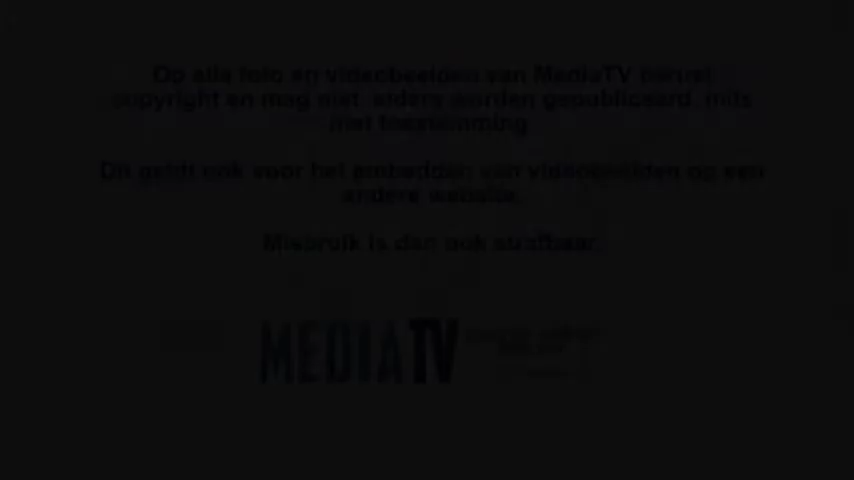 Op alle foto en videobeelden van MediaTV berust
copyright en mag niet elders worden gepubliceerd, mits
met toestemming
Dit geldt ook voor het embedden van videobeelden op een
andere website.
Misbruik is dan ook strafbaar.
MEDIATV